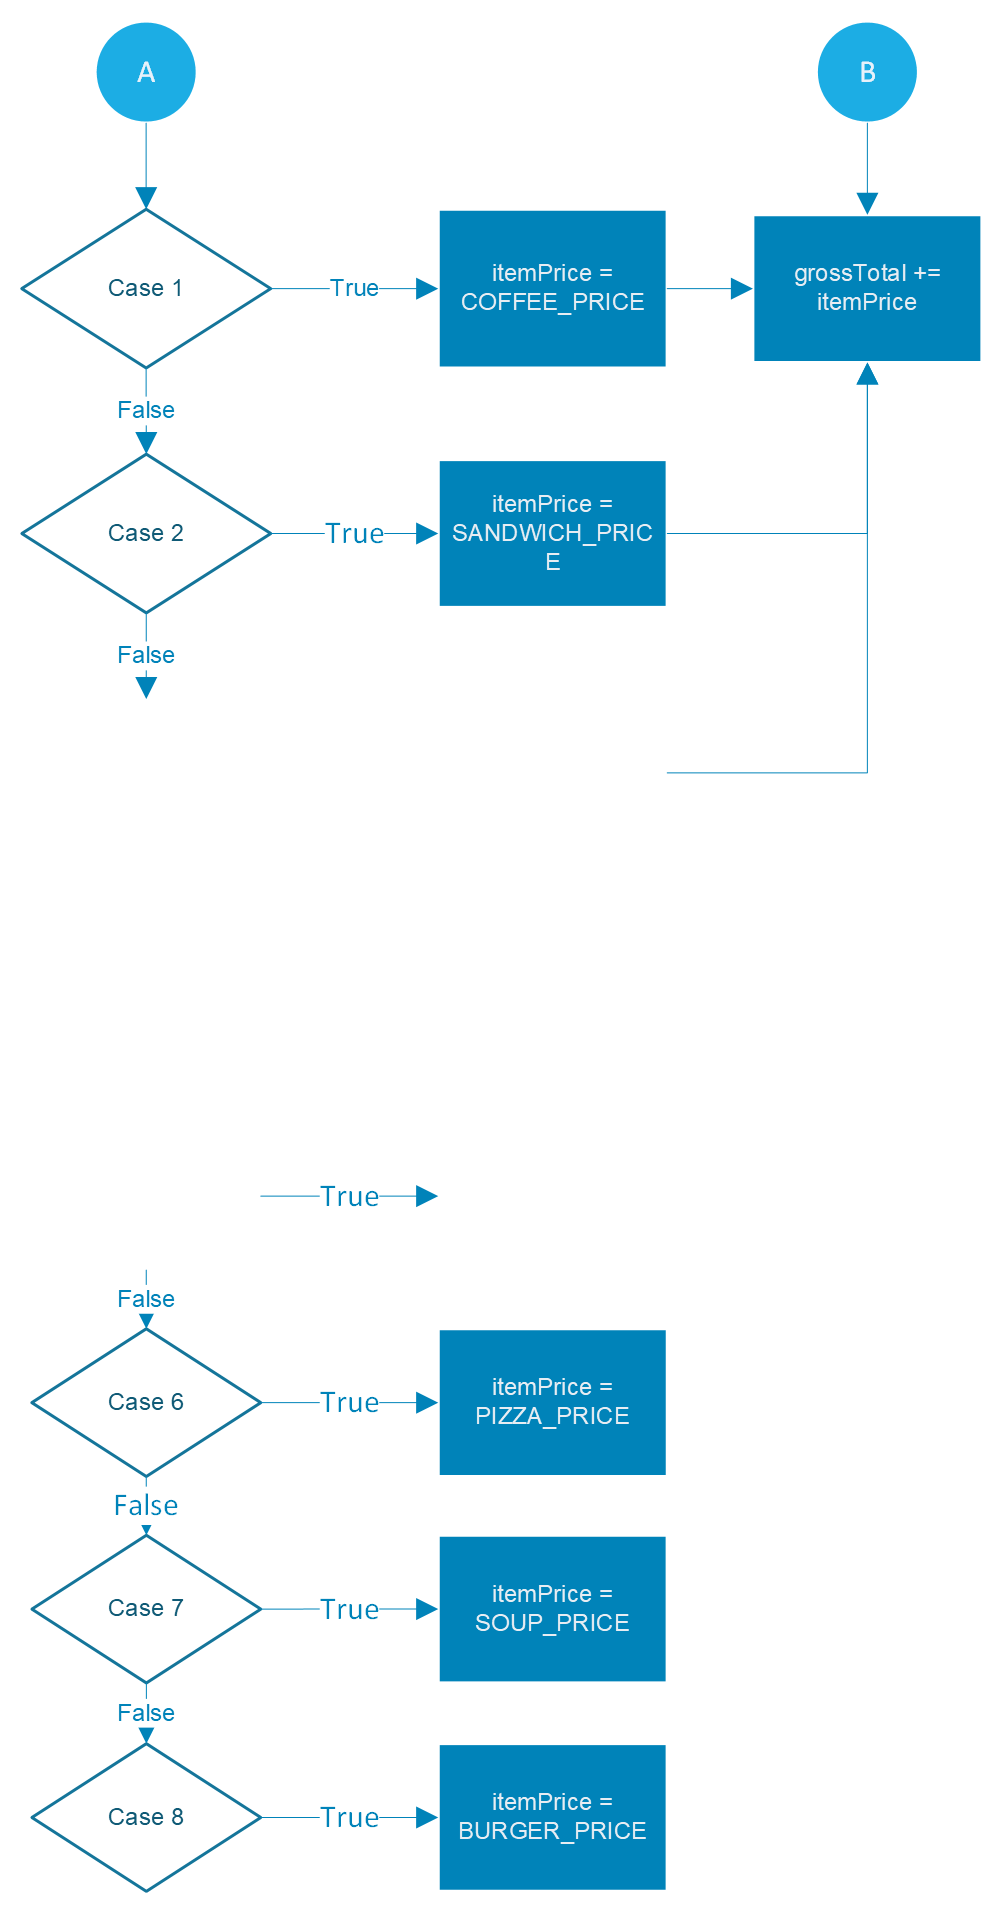 A
B
Case 1
True
itemPrice =
COFFEE_PRICE
grossTotal +=
itemPrice
False
Case 2
True
itemPrice =
SANDWICH_PRIC
E
False
True
False
Case 6
True
itemPrice =
PIZZA_PRICE
False
Case 7
True
itemPrice =
SOUP_PRICE
False
Case 8
True
itemPrice =
BURGER_PRICE